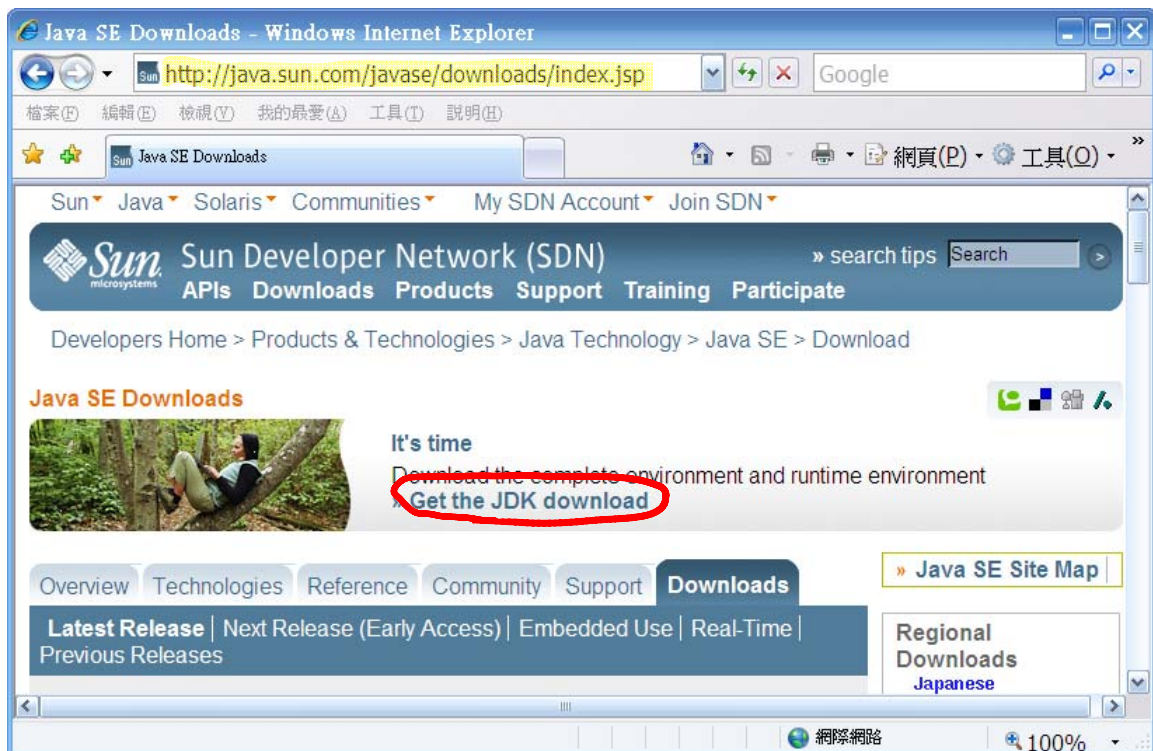 Java SE Downloads - Windows Internet Explorer
Sun http://java.sun.com/javase/downloads/index.jsp Google
檔案(F) 編輯(E) 檢視(V) 我的最愛(A) 工具(T) 說明(H)
Sun Java SE Downloads 網頁(P) 工具(O) »
Sun Java Solaris Communities My SDN Account Join SDN
Sun microsystems Sun Developer Network (SDN) » search tips Search
APIs Downloads Products Support Training Participate
Developers Home > Products & Technologies > Java Technology > Java SE > Download
Java SE Downloads
It's time
Download the complete environment and runtime environment
» Get the JDK download
Overview Technologies Reference Community Support Downloads
» Java SE Site Map
Latest Release | Next Release (Early Access) | Embedded Use | Real-Time |
Previous Releases
Regional
Downloads
Japanese
網際網路 100%